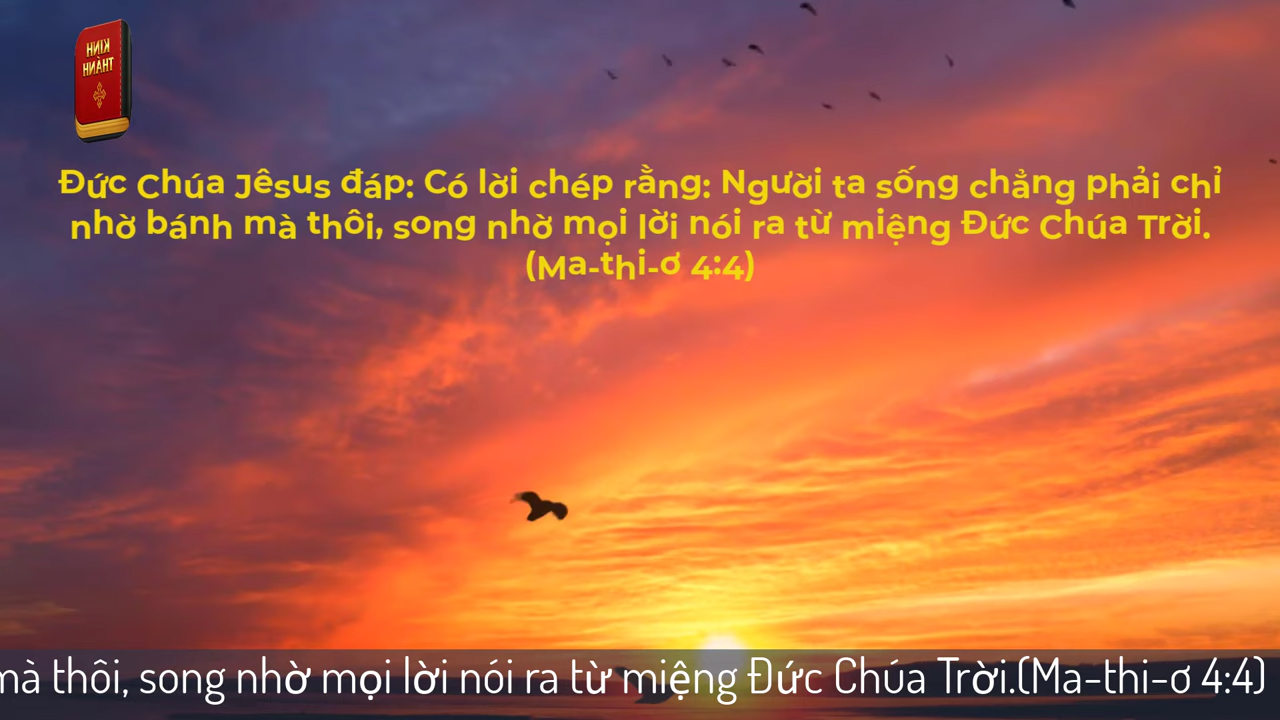 KINH
THÁNH
Đức Chúa Jêsus đáp: Có lời chép rằng: Người ta sống chẳng phải chỉ
nhờ bánh mà thôi, song nhờ mọi lời nói ra từ miệng Đức Chúa Trời.
(Ma-thi-ơ 4:4)
mà thôi, song nhờ mọi lời nói ra từ miệng Đức Chúa Trời.(Ma-thi-ơ 4:4)